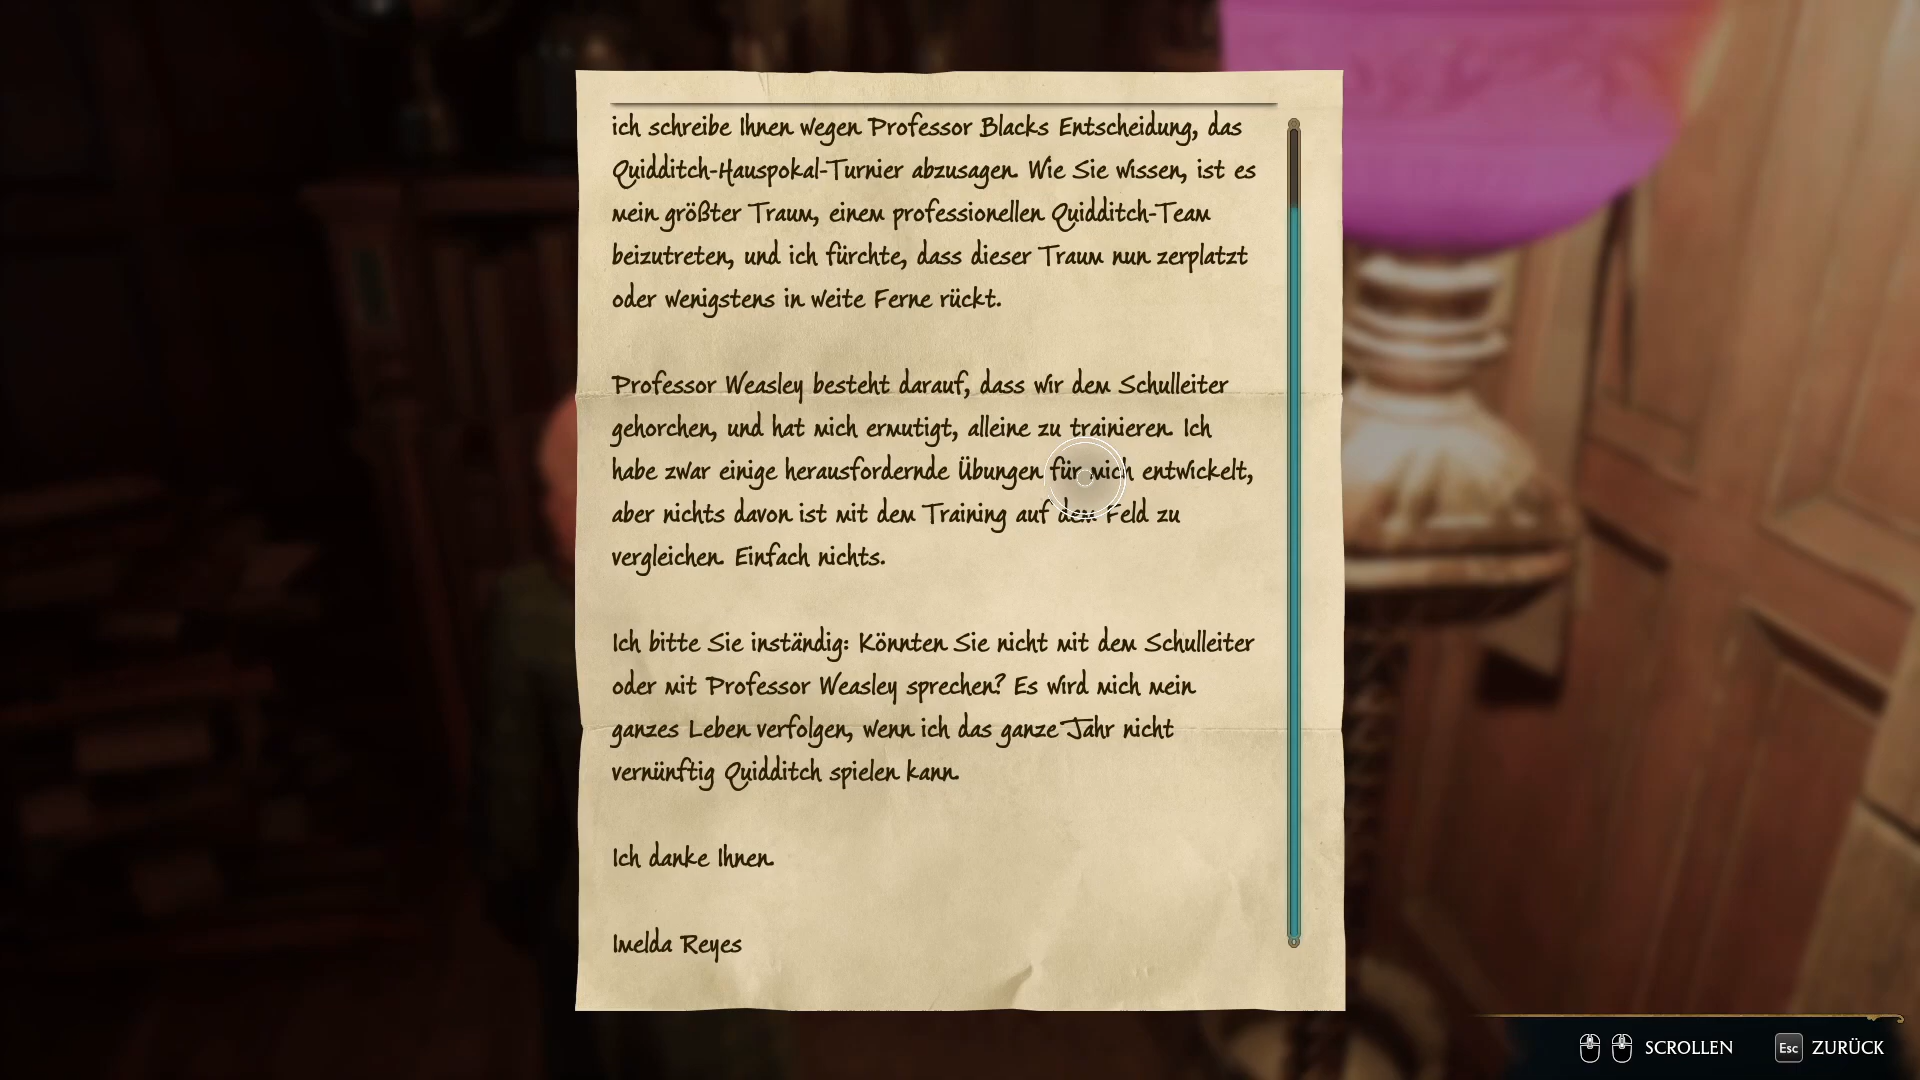 ich schreibe Ihnen wegen Professor Blacks Entscheidung, das
Quidditch-Hauspokal-Turnier abzusagen. Wie Sie wissen, ist es
mein größter Traum, einem professionellen Quidditch-Team
beizutreten, und ich fürchte, dass dieser Traum nun zerplatzt
oder wenigstens in weite Ferne rückt.
Professor Weasley besteht darauf, dass wir dem Schulleiter
gehorchen, und hat mich ermutigt, alleine zu trainieren. Ich
habe zwar einige herausfordernde Übungen für mich entwickelt,
aber nichts davon ist mit dem Training auf dem Feld zu
vergleichen. Einfach nichts.
Ich bitte Sie inständig: Könnten Sie nicht mit dem Schulleiter
oder mit Professor Weasley sprechen? Es wird mich mein
ganzes Leben verfolgen, wenn ich das ganze Jahr nicht
vernünftig Quidditch spielen kann.
Ich danke Ihnen.
Imelda Reyes
SCROLLEN
Esc ZURÜCK